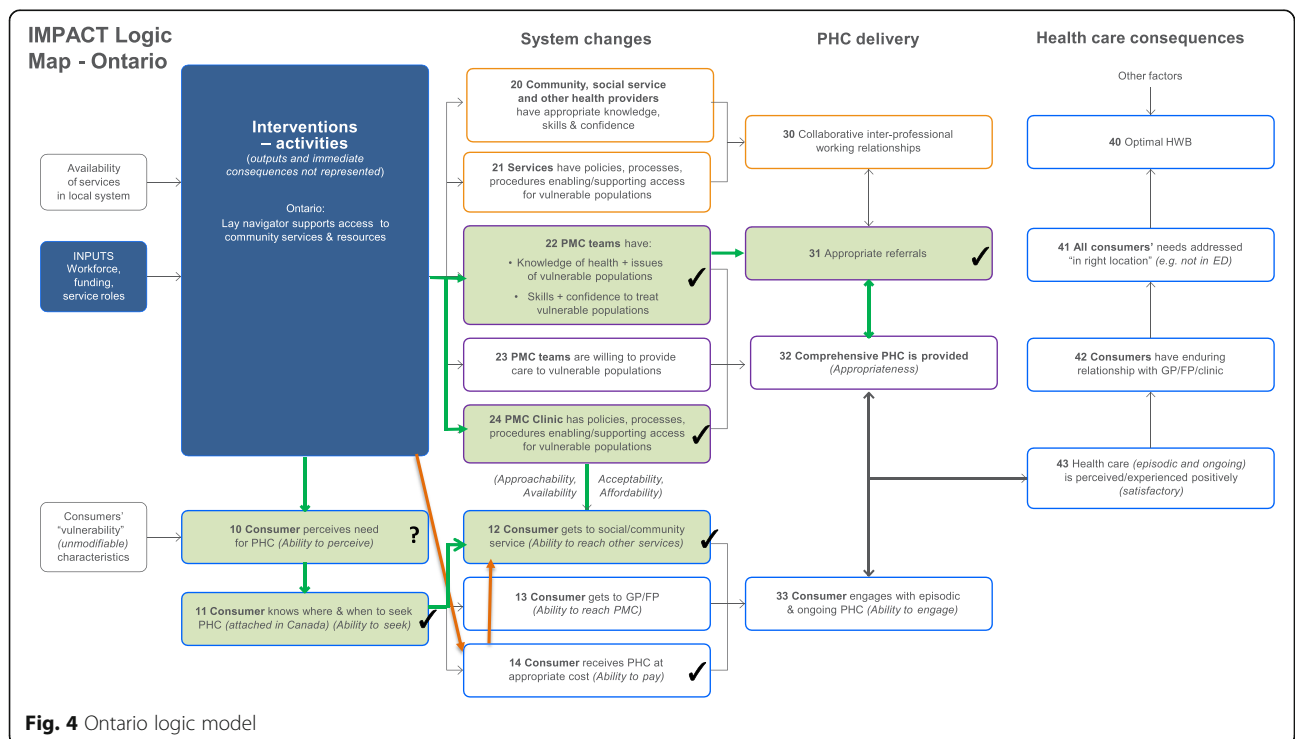 IMPACT Logic
Map - Ontario
System changes
PHC delivery
Health care consequences
Availability
of services
in local system
INPUTS
Workforce,
funding,
service roles
Consumers'
"vulnerability"
(unmodifiable)
characteristics
Interventions
– activities
(outputs and immediate
consequences not represented)
Ontario:
Lay navigator supports access to
community services & resources
10 Consumer perceives need
for PHC (Ability to perceive)
?
11 Consumer knows where & when to seek
PHC (attached in Canada) (Ability to seek)
✓
20 Community, social service
and other health providers
have appropriate knowledge,
skills & confidence
21 Services have policies, processes,
procedures enabling/supporting access
for vulnerable populations
22 PMC teams have:
• Knowledge of health + issues
of vulnerable populations
• Skills + confidence to treat
vulnerable populations
✓
23 PMC teams are willing to provide
care to vulnerable populations
24 PMC Clinic has policies, processes,
procedures enabling/supporting access
for vulnerable populations
✓
(Approachability, Acceptability,
Availability Affordability)
12 Consumer gets to social/community
service (Ability to reach other services)
✓
13 Consumer gets to GP/FP
(Ability to reach PMC)
14 Consumer receives PHC at
appropriate cost (Ability to pay)
✓
30 Collaborative inter-professional
working relationships
31 Appropriate referrals
✓
32 Comprehensive PHC is provided
(Appropriateness)
33 Consumer engages with episodic
& ongoing PHC (Ability to engage)
Other factors
40 Optimal HWB
41 All consumers' needs addressed
"in right location" (e.g. not in ED)
42 Consumers have enduring
relationship with GP/FP/clinic
43 Health care (episodic and ongoing)
is perceived/experienced positively
(satisfactory)
Fig. 4 Ontario logic model